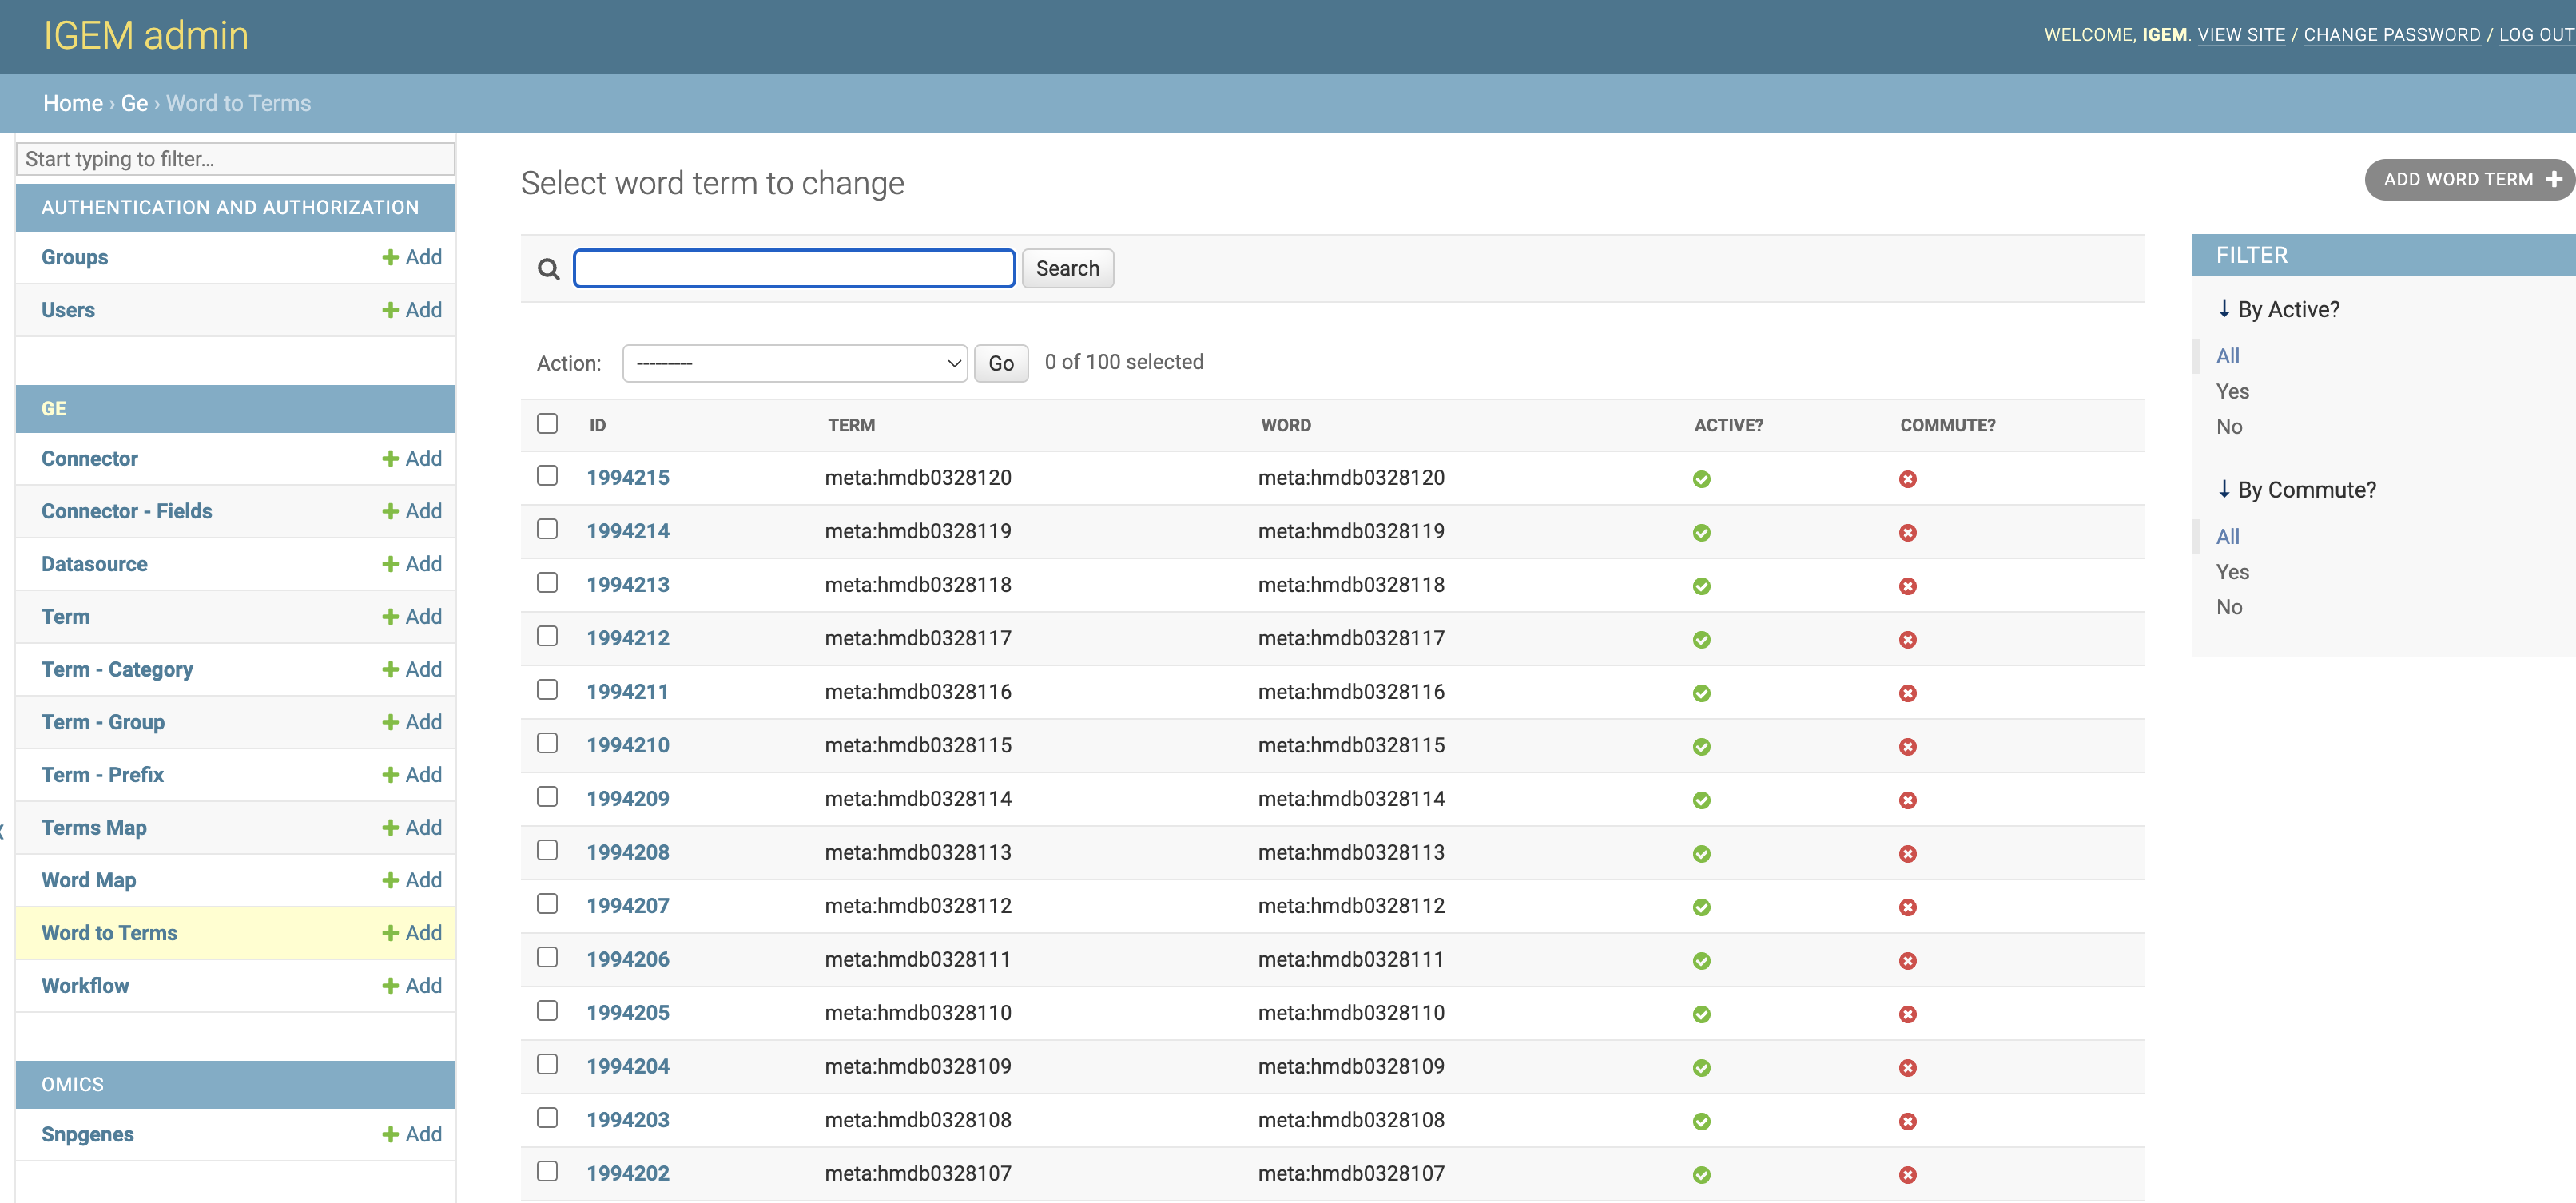 IGEM admin
WELCOME, IGEM. VIEW SITE / CHANGE PASSWORD / LOG OUT
Home › Ge › Word to Terms
Start typing to filter...
AUTHENTICATION AND AUTHORIZATION
Groups + Add
Users + Add
GE
Connector + Add
Connector - Fields + Add
Datasource + Add
Term + Add
Term - Category + Add
Term - Group + Add
Term - Prefix + Add
Terms Map + Add
Word Map + Add
Word to Terms + Add
Workflow + Add
OMICS
Snpgenes + Add
Select word term to change
ADD WORD TERM +
Search
Action: --------- Go 0 of 100 selected
ID TERM WORD ACTIVE? COMMUTE?
1994215 meta:hmdb0328120 meta:hmdb0328120
1994214 meta:hmdb0328119 meta:hmdb0328119
1994213 meta:hmdb0328118 meta:hmdb0328118
1994212 meta:hmdb0328117 meta:hmdb0328117
1994211 meta:hmdb0328116 meta:hmdb0328116
1994210 meta:hmdb0328115 meta:hmdb0328115
1994209 meta:hmdb0328114 meta:hmdb0328114
1994208 meta:hmdb0328113 meta:hmdb0328113
1994207 meta:hmdb0328112 meta:hmdb0328112
1994206 meta:hmdb0328111 meta:hmdb0328111
1994205 meta:hmdb0328110 meta:hmdb0328110
1994204 meta:hmdb0328109 meta:hmdb0328109
1994203 meta:hmdb0328108 meta:hmdb0328108
1994202 meta:hmdb0328107 meta:hmdb0328107
FILTER
↓ By Active?
All
Yes
No
↓ By Commute?
All
Yes
No